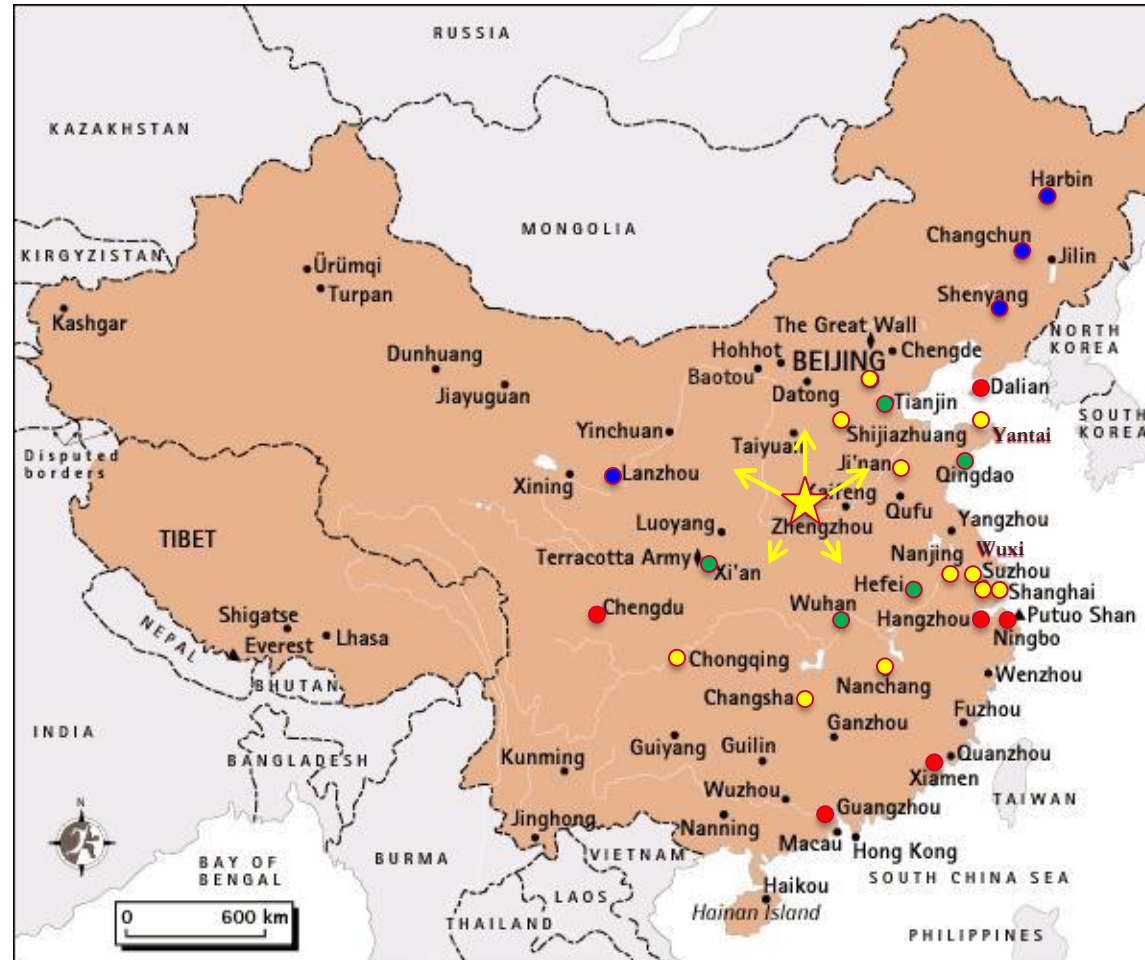 RUSSIA
KAZAKHSTAN
Harbin
MONGOLIA
Changchun
KIRGYZISTAN
Jilin
Ürümqi
Turpan
Shenyang
Kashgar
The Great Wall
NORTH
KOREA
Dunhuang
Hohhot
BEIJING
Chengde
Baotou
Jiayuguan
Datong
Tianjin
Dalian
SOUTH
KOREA
Yinchuan
Taiyuan
Shijiazhuang
Yantai
Disputed
borders
Ji'nan
Qingdao
Lanzhou
Xining
Kaifeng
Qufu
Luoyang
Zhengzhou
Yangzhou
TIBET
Terracotta Army
Nanjing
Wuxi
Xi'an
Suzhou
Hefei
Shanghai
Chengdu
Wuhan
Hangzhou
Putuo Shan
Shigatse
Ningbo
NEPAL
Everest
Lhasa
Chongqing
Nanchang
Wenzhou
BHUTAN
Changsha
Fuzhou
INDIA
Ganzhou
BANGLADESH
Kunming
Guiyang
Guilin
Quanzhou
Xiamen
Wuzhou
TAIWAN
N
Guangzhou
Jinghong
Nanning
Macau
Hong Kong
BAY OF
BENGAL
BURMA
VIETNAM
SOUTH CHINA SEA
LAOS
Haikou
0 600 km
THAILAND
Hainan Island
PHILIPPINES